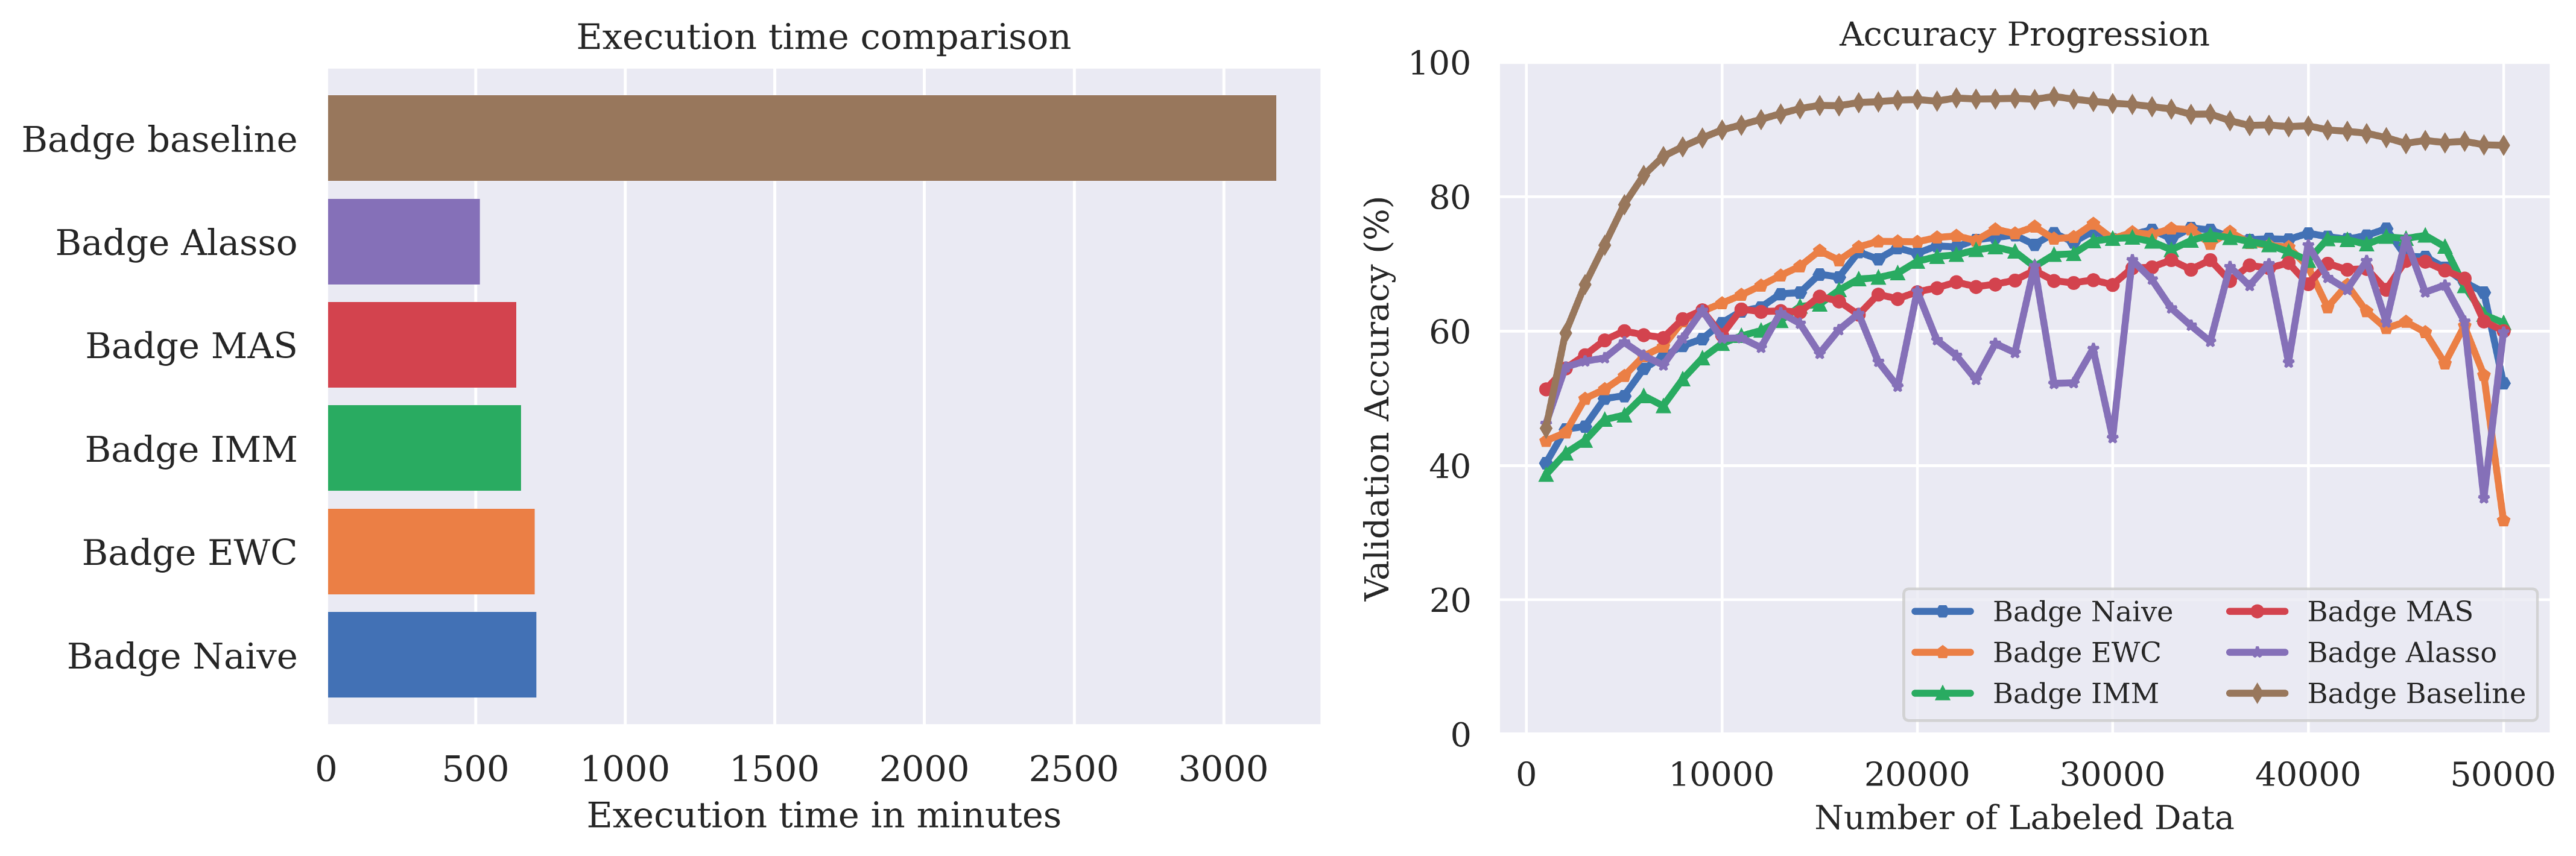 Execution time comparison
Badge baseline
Badge Alasso
Badge MAS
Badge IMM
Badge EWC
Badge Naive
0 500 1000 1500 2000 2500 3000
Execution time in minutes
Accuracy Progression
Validation Accuracy (%)
100
80
60
40
20
0
Badge Naive Badge MAS
Badge EWC Badge Alasso
Badge IMM Badge Baseline
0 10000 20000 30000 40000 50000
Number of Labeled Data